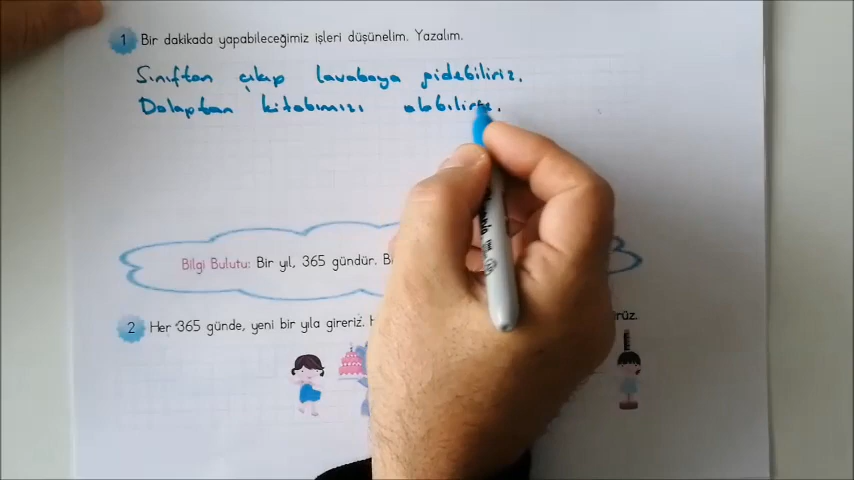 1 Bir dakikada yapabileceğimiz işleri düşünelim. Yazalım.
Sınıftan çıkıp lavaboya gidebiliriz.
Dolaptan kitabımızı alabiliriz.
Bilgi Bulutu: Bir yıl, 365 gündür.
2 Her 365 günde, yeni bir yıla gireriz.